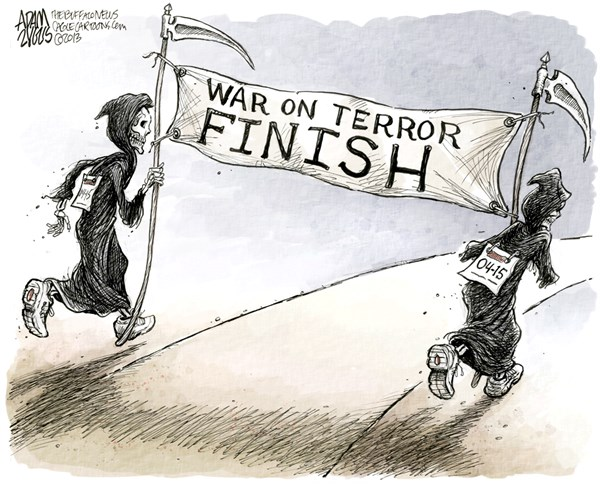 ADAM ZYGLIS
THE BUFFALO NEWS
CAGLECARTOONS.COM
©2013
WAR ON TERROR
FINISH
04-15